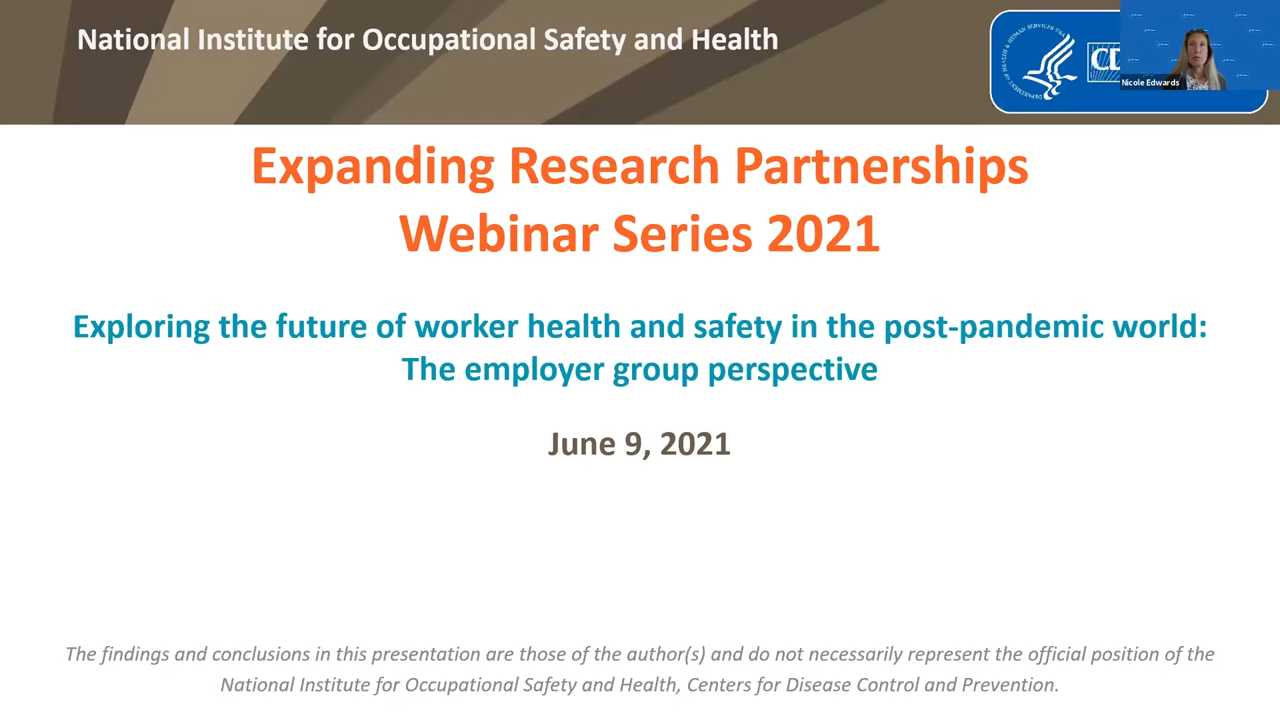 National Institute for Occupational Safety and Health
Nicole Edwards
Expanding Research Partnerships
Webinar Series 2021
Exploring the future of worker health and safety in the post-pandemic world:
The employer group perspective
June 9, 2021
The findings and conclusions in this presentation are those of the author(s) and do not necessarily represent the official position of the
National Institute for Occupational Safety and Health, Centers for Disease Control and Prevention.